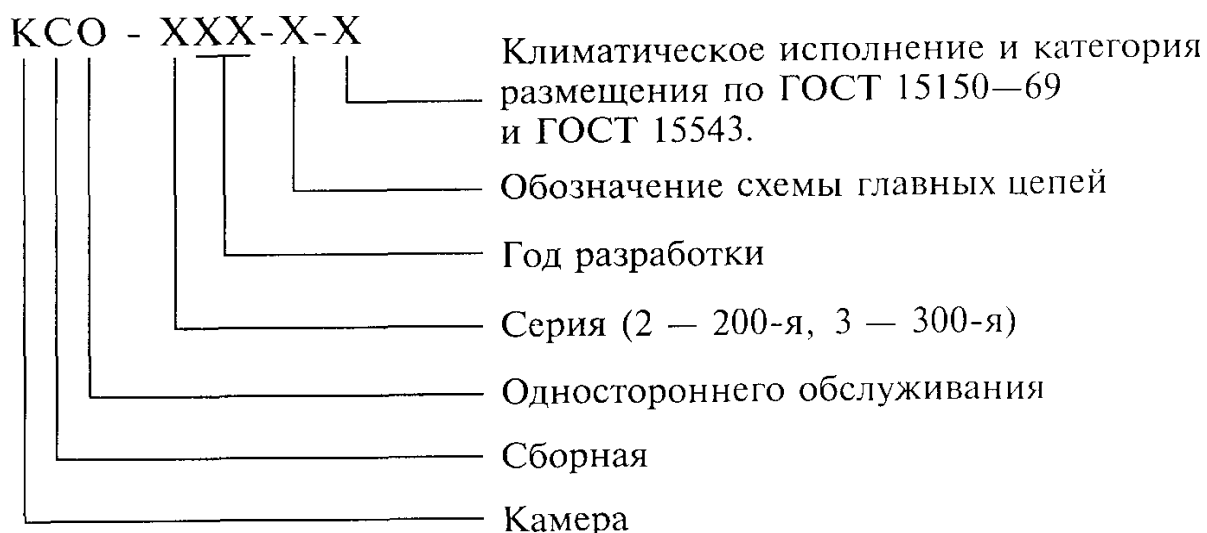 КСО - ХХХ-Х-Х
Климатическое исполнение и категория
размещения по ГОСТ 15150—69
и ГОСТ 15543.
Обозначение схемы главных цепей
Год разработки
Серия (2 — 200-я, 3 — 300-я)
Одностороннего обслуживания
Сборная
Камера